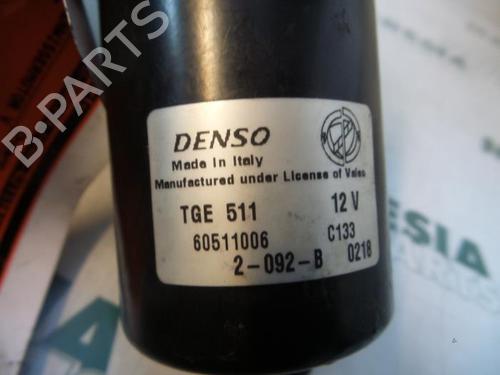 DENSO
Made in Italy
Manufactured under License of Valeo
TGE 511 12 V
60511006 C133
2-092-B 0218
B-PARTS